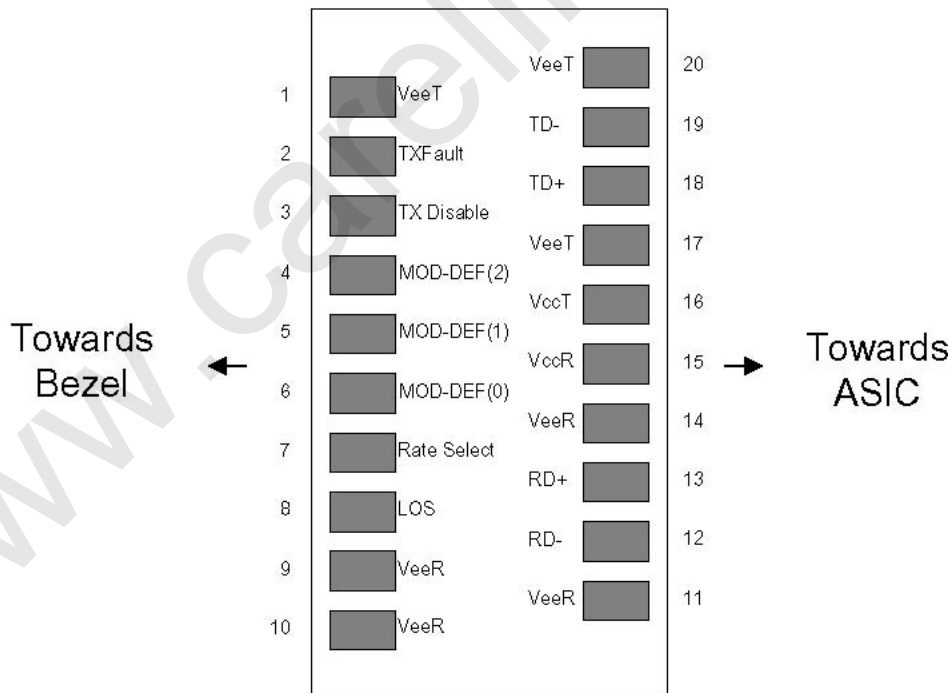 1 VeeT
2 TXFault
3 TX Disable
4 MOD-DEF(2)
5 MOD-DEF(1)
6 MOD-DEF(0)
7 Rate Select
8 LOS
9 VeeR
10 VeeR
VeeT 20
TD- 19
TD+ 18
VeeT 17
VccT 16
VccR 15
VeeR 14
RD+ 13
RD- 12
VeeR 11
Towards
Bezel
Towards
ASIC